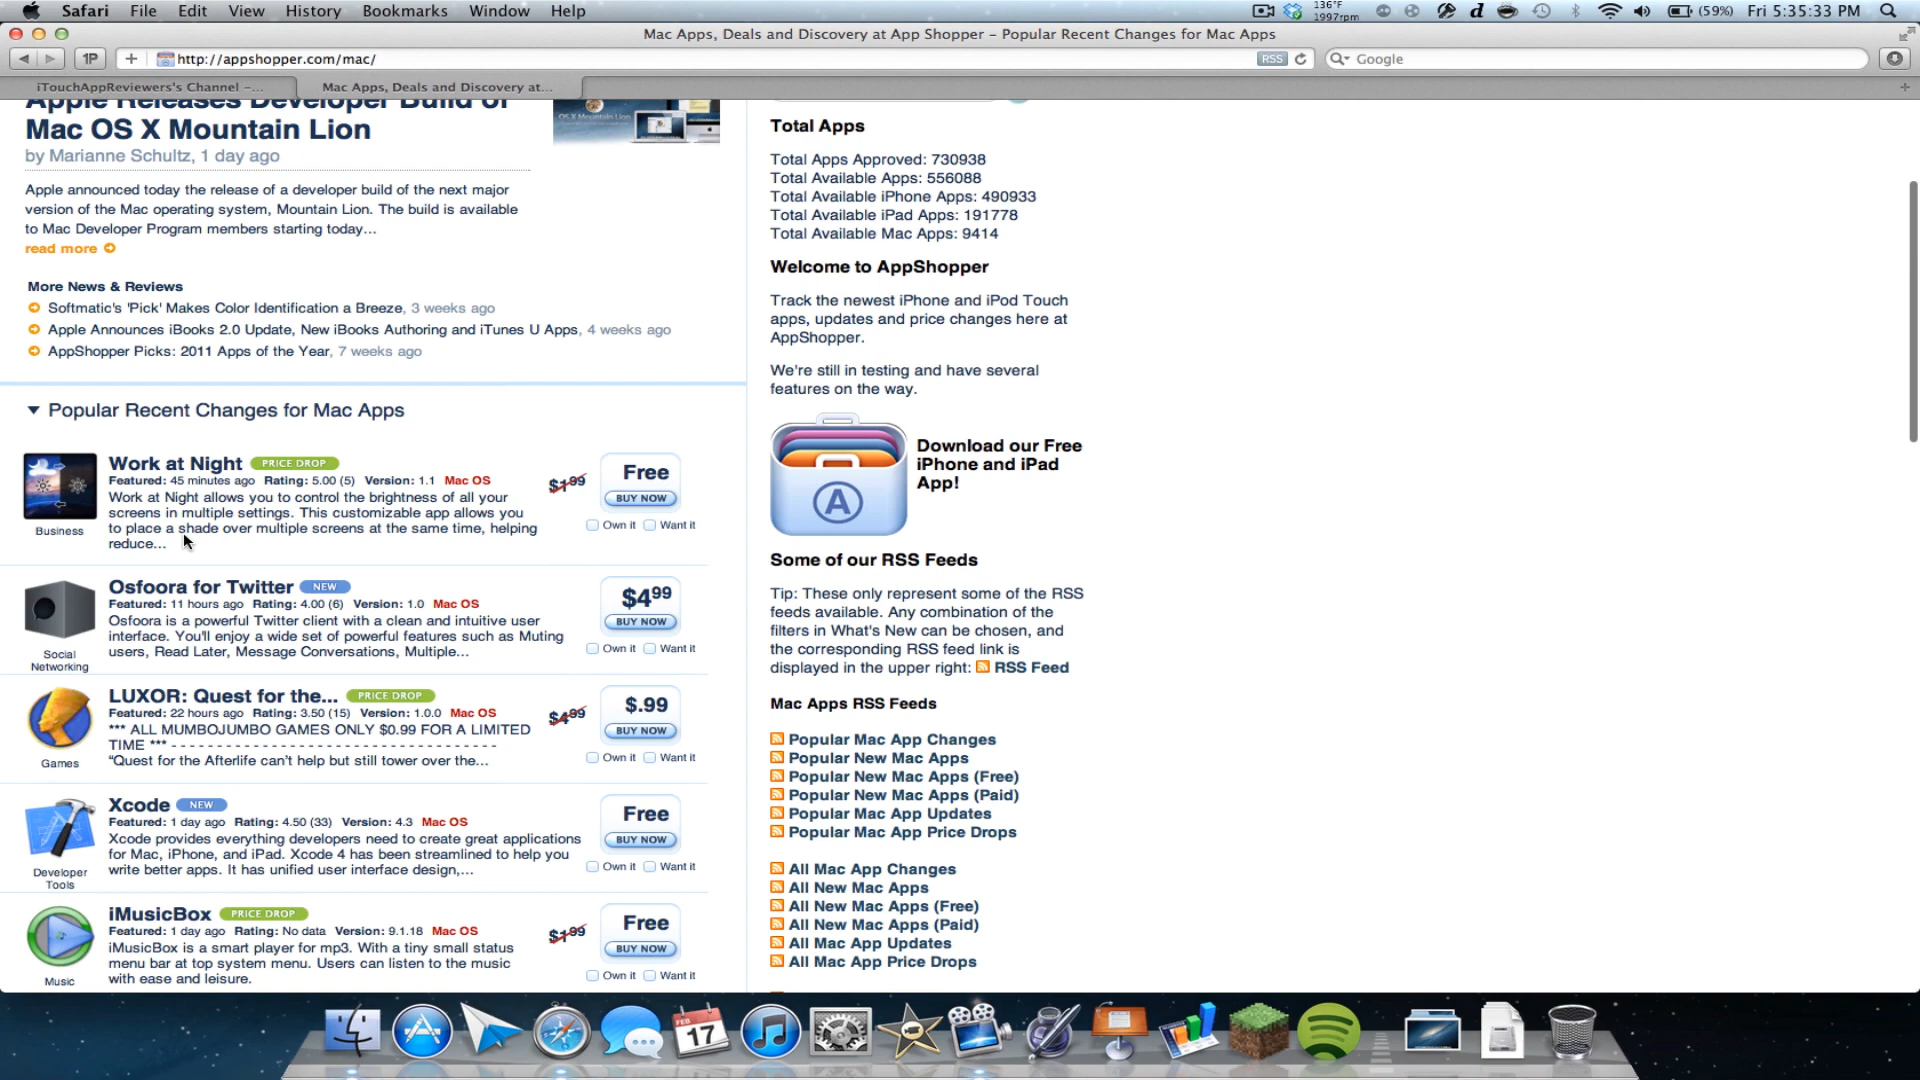 Safari File Edit View History Bookmarks Window Help
136°F
1997rpm
(59%) Fri 5:35:33 PM
Mac Apps, Deals and Discovery at App Shopper – Popular Recent Changes for Mac Apps
1P
http://appshopper.com/mac/
RSS
Google
iTouchAppReviewers's Channel –...
Mac Apps, Deals and Discovery at...
Apple Releases Developer Build of
Mac OS X Mountain Lion
by Marianne Schultz, 1 day ago
Apple announced today the release of a developer build of the next major
version of the Mac operating system, Mountain Lion. The build is available
to Mac Developer Program members starting today...
read more
More News & Reviews
Softmatic's 'Pick' Makes Color Identification a Breeze, 3 weeks ago
Apple Announces iBooks 2.0 Update, New iBooks Authoring and iTunes U Apps, 4 weeks ago
AppShopper Picks: 2011 Apps of the Year, 7 weeks ago
Popular Recent Changes for Mac Apps
Work at Night PRICE DROP
Featured: 45 minutes ago Rating: 5.00 (5) Version: 1.1 Mac OS
Work at Night allows you to control the brightness of all your
screens in multiple settings. This customizable app allows you
to place a shade over multiple screens at the same time, helping
reduce...
Business
$1.99
Free
BUY NOW
Own it Want it
Osfoora for Twitter NEW
Featured: 11 hours ago Rating: 4.00 (6) Version: 1.0 Mac OS
Osfoora is a powerful Twitter client with a clean and intuitive user
interface. You'll enjoy a wide set of powerful features such as Muting
users, Read Later, Message Conversations, Multiple...
Social
Networking
$4.99
BUY NOW
Own it Want it
LUXOR: Quest for the... PRICE DROP
Featured: 22 hours ago Rating: 3.50 (15) Version: 1.0.0 Mac OS
*** ALL MUMBOJUMBO GAMES ONLY $0.99 FOR A LIMITED
TIME *** - - - - - - - - - - - - - - - - - - - - - - - - - - - - - - - - - -
"Quest for the Afterlife can't help but still tower over the...
Games
$4.99
$.99
BUY NOW
Own it Want it
Xcode NEW
Featured: 1 day ago Rating: 4.50 (33) Version: 4.3 Mac OS
Xcode provides everything developers need to create great applications
for Mac, iPhone, and iPad. Xcode 4 has been streamlined to help you
write better apps. It has unified user interface design,...
Developer
Tools
Free
BUY NOW
Own it Want it
iMusicBox PRICE DROP
Featured: 1 day ago Rating: No data Version: 9.1.18 Mac OS
iMusicBox is a smart player for mp3. With a tiny small status
menu bar at top system menu. Users can listen to the music
with ease and leisure.
Music
$1.99
Free
BUY NOW
Own it Want it
Total Apps
Total Apps Approved: 730938
Total Available Apps: 556088
Total Available iPhone Apps: 490933
Total Available iPad Apps: 191778
Total Available Mac Apps: 9414
Welcome to AppShopper
Track the newest iPhone and iPod Touch
apps, updates and price changes here at
AppShopper.
We're still in testing and have several
features on the way.
Download our Free
iPhone and iPad
App!
Some of our RSS Feeds
Tip: These only represent some of the RSS
feeds available. Any combination of the
filters in What's New can be chosen, and
the corresponding RSS feed link is
displayed in the upper right: RSS Feed
Mac Apps RSS Feeds
Popular Mac App Changes
Popular New Mac Apps
Popular New Mac Apps (Free)
Popular New Mac Apps (Paid)
Popular Mac App Updates
Popular Mac App Price Drops
All Mac App Changes
All New Mac Apps
All New Mac Apps (Free)
All New Mac Apps (Paid)
All Mac App Updates
All Mac App Price Drops
FEB
17